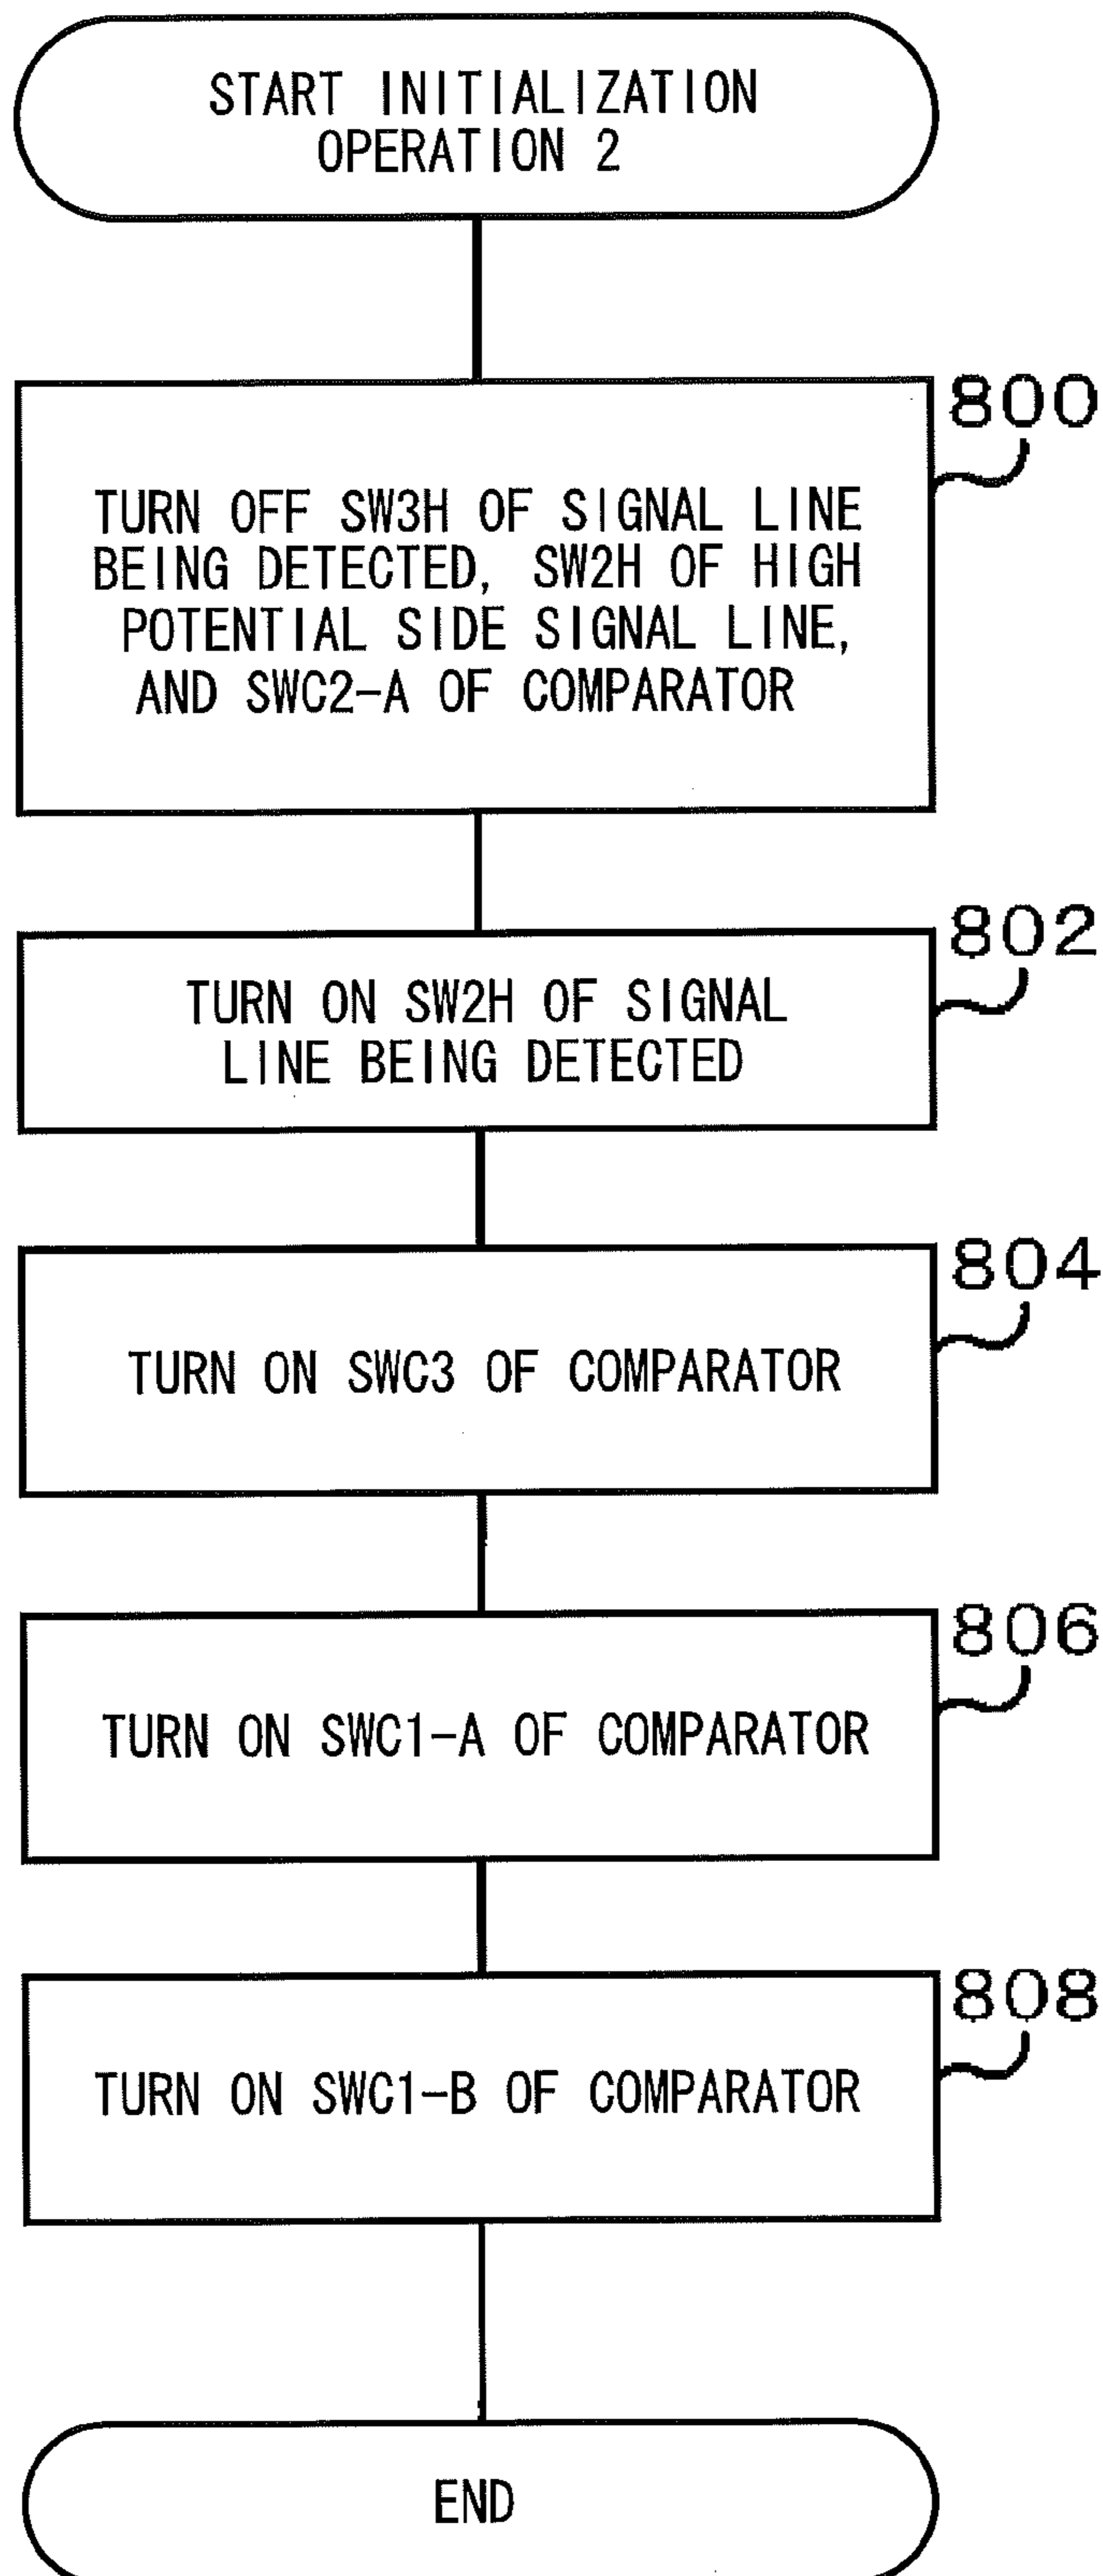 START INITIALIZATION
OPERATION 2
800
TURN OFF SW3H OF SIGNAL LINE
BEING DETECTED, SW2H OF HIGH
POTENTIAL SIDE SIGNAL LINE,
AND SWC2-A OF COMPARATOR
802
TURN ON SW2H OF SIGNAL
LINE BEING DETECTED
804
TURN ON SWC3 OF COMPARATOR
806
TURN ON SWC1-A OF COMPARATOR
808
TURN ON SWC1-B OF COMPARATOR
END